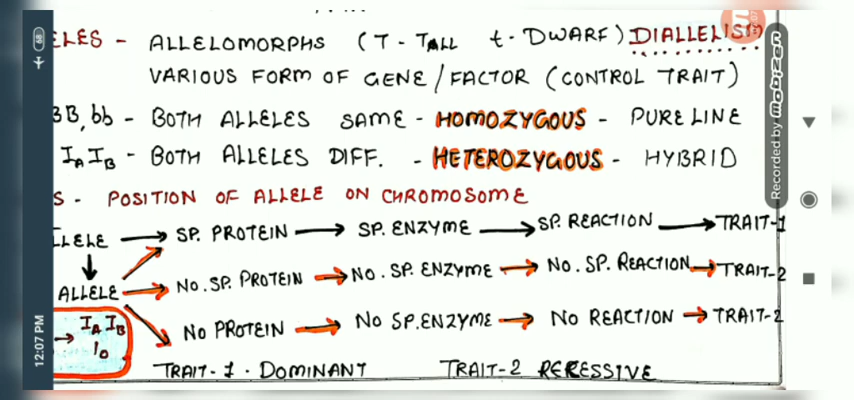 ELES - ALLELOMORPHS (T - TALL t - DWARF) DIALLELISM
VARIOUS FORM OF GENE/FACTOR (CONTROL TRAIT)
BB, bb - BOTH ALLELES SAME - HOMOZYGOUS - PURE LINE
IA IB - BOTH ALLELES DIFF. - HETEROZYGOUS - HYBRID
S - POSITION OF ALLELE ON CHROMOSOME
LLELE → SP. PROTEIN → SP. ENZYME → SP. REACTION → TRAIT-1
ALLELE → NO. SP. PROTEIN → NO. SP. ENZYME → NO. SP. REACTION → TRAIT-2
→ IA IB
IO
NO PROTEIN → NO SP. ENZYME → NO REACTION → TRAIT-2
TRAIT - 1 - DOMINANT TRAIT-2 RECESSIVE
Recorded by Mobizen
68
12:07 PM